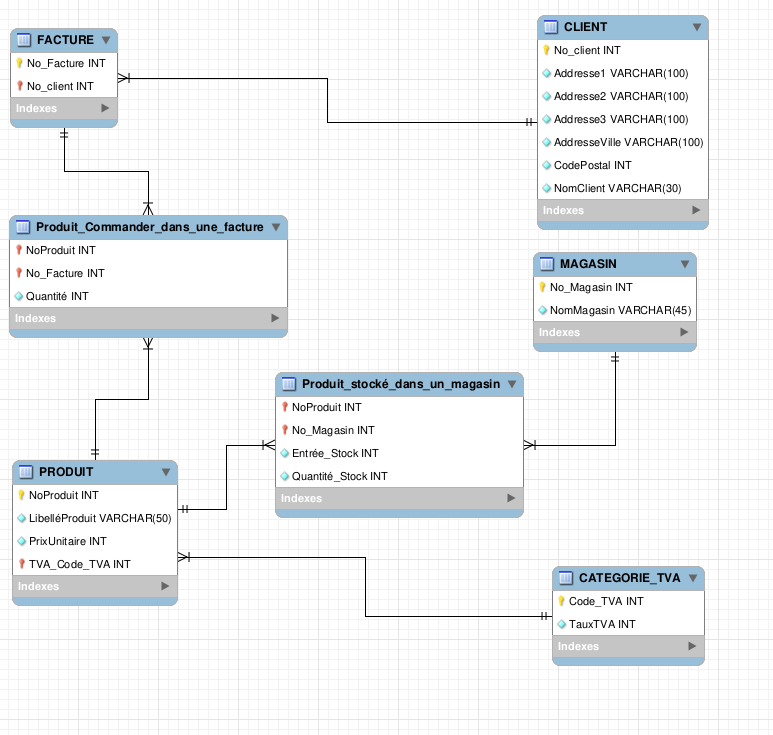 FACTURE
No_Facture INT
No_client INT
Indexes
CLIENT
No_client INT
Addresse1 VARCHAR(100)
Addresse2 VARCHAR(100)
Addresse3 VARCHAR(100)
AddresseVille VARCHAR(100)
CodePostal INT
NomClient VARCHAR(30)
Indexes
Produit_Commander_dans_une_facture
NoProduit INT
No_Facture INT
Quantité INT
Indexes
MAGASIN
No_Magasin INT
NomMagasin VARCHAR(45)
Indexes
Produit_stocké_dans_un_magasin
NoProduit INT
No_Magasin INT
Entrée_Stock INT
Quantité_Stock INT
Indexes
PRODUIT
NoProduit INT
LibelléProduit VARCHAR(50)
PrixUnitaire INT
TVA_Code_TVA INT
Indexes
CATEGORIE_TVA
Code_TVA INT
TauxTVA INT
Indexes